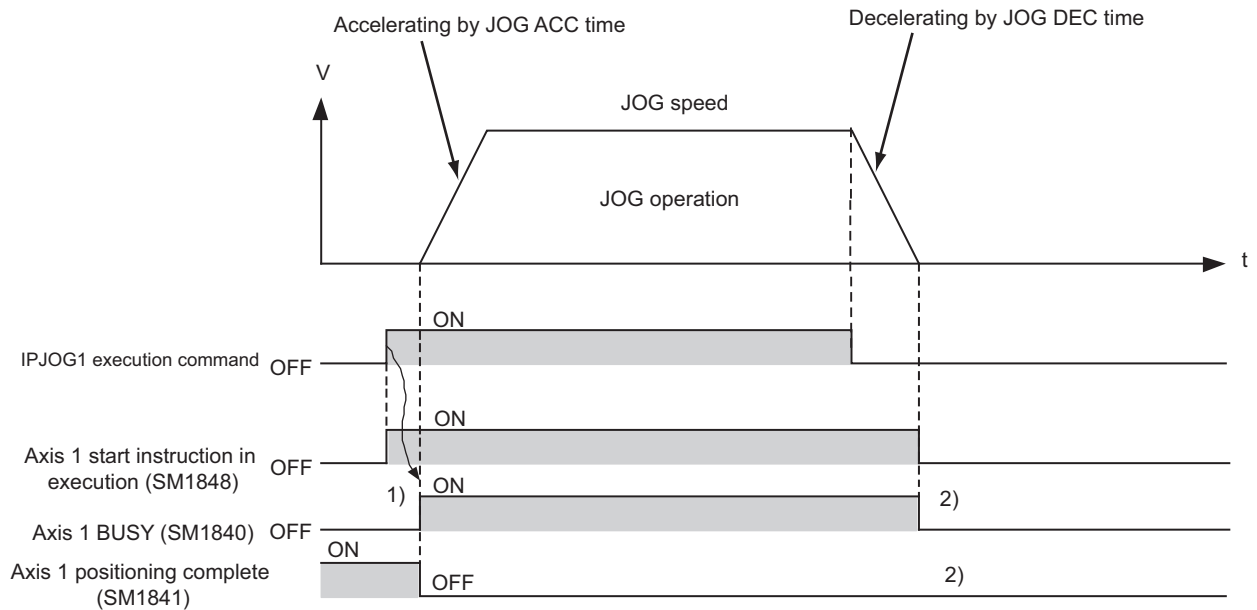 Accelerating by JOG ACC time
Decelerating by JOG DEC time
V
JOG speed
JOG operation
t
ON
IPJOG1 execution command
OFF
ON
Axis 1 start instruction in
execution (SM1848)
OFF
1)
ON
2)
Axis 1 BUSY (SM1840)
OFF
ON
Axis 1 positioning complete
(SM1841)
OFF
2)